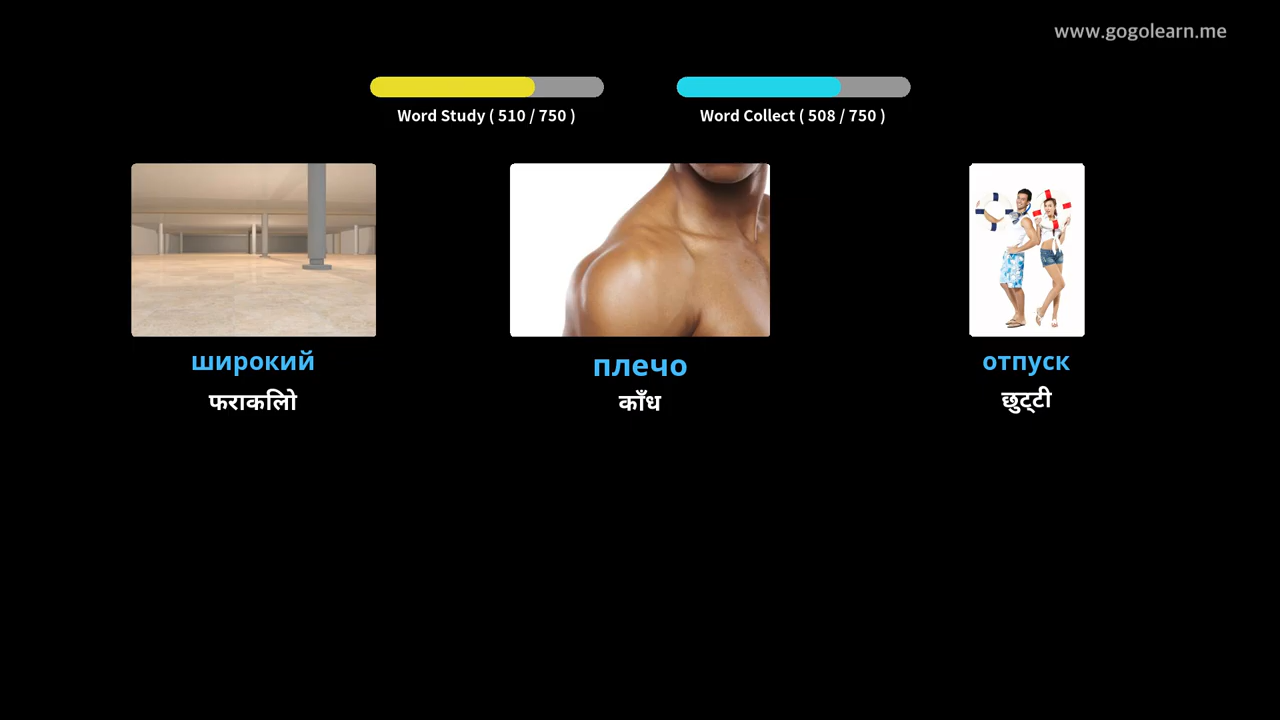 www.gogolearn.me
Word Study ( 510 / 750 )
Word Collect ( 508 / 750 )
широкий
плечо
отпуск
फराकिलो
काँध
छुट्टी